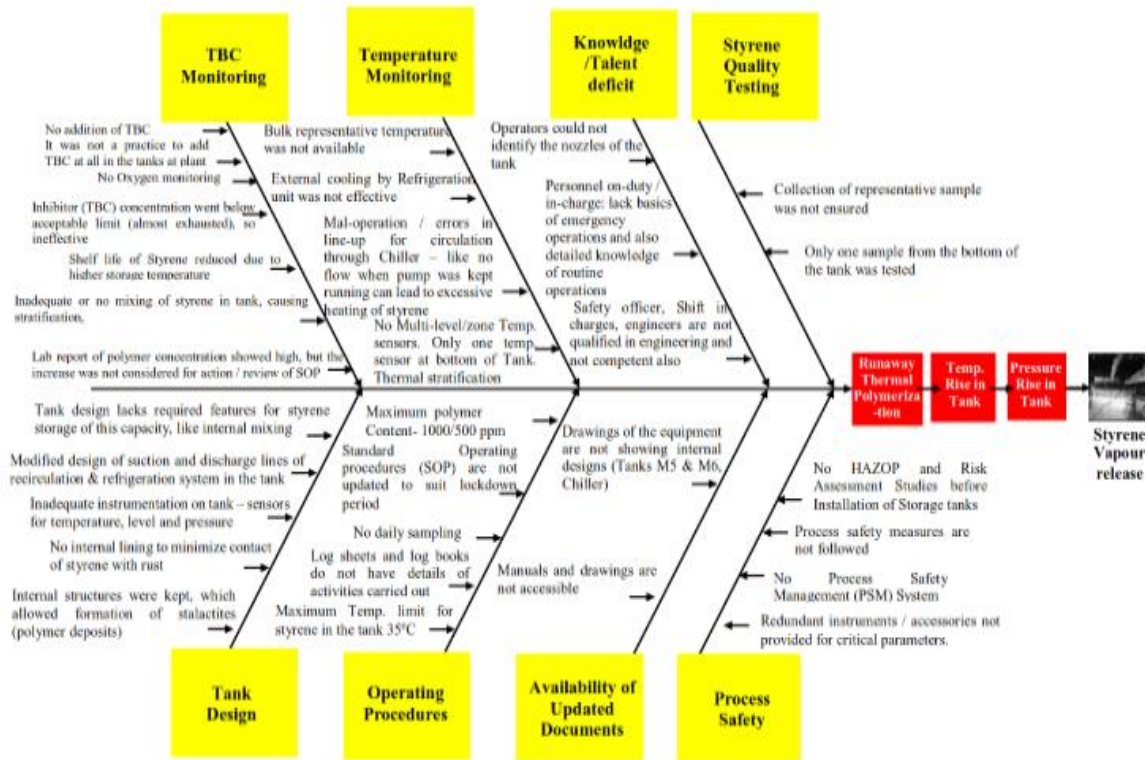 TBC
Monitoring
Temperature
Monitoring
Knowldge
/Talent
deficit
Styrene
Quality
Testing
No addition of TBC
It was not a practice to add
TBC at all in the tanks at plant
No Oxygen monitoring
Inhibitor (TBC) concentration went below
acceptable limit (almost exhausted), so
ineffective
Shelf life of Styrene reduced due to
higher storage temperature
Inadequate or no mixing of styrene in tank, causing
stratification,
Lab report of polymer concentration showed high, but the
increase was not considered for action / review of SOP
Bulk representative temperature
was not available
External cooling by Refrigeration
unit was not effective
Mal-operation / errors in
line-up for circulation
through Chiller – like no
flow when pump was kept
running can lead to excessive
heating of styrene
No Multi-level/zone Temp.
sensors. Only one temp.
sensor at bottom of Tank.
Thermal stratification
Operators could not
identify the nozzles of the
tank
Personnel on-duty /
in-charge: lack basics
of emergency
operations and also
detailed knowledge
of routine
operations
Safety officer, Shift in
charges, engineers are not
qualified in engineering and
not competent also
Collection of representative sample
was not ensured
Only one sample from the bottom of
the tank was tested
Runaway
Thermal
Polymeriza
-tion
Temp.
Rise in
Tank
Pressure
Rise in
Tank
Styrene
Vapour
release
Tank design lacks required features for styrene
storage of this capacity, like internal mixing
Modified design of suction and discharge lines of
recirculation & refrigeration system in the tank
Inadequate instrumentation on tank – sensors
for temperature, level and pressure
No internal lining to minimize contact
of styrene with rust
Internal structures were kept, which
allowed formation of stalactites
(polymer deposits)
Maximum polymer
Content- 1000/500 ppm
Standard Operating
procedures (SOP) are not
updated to suit lockdown
period
No daily sampling
Log sheets and log books
do not have details of
activities carried out
Maximum Temp. limit for
styrene in the tank 35°C
Drawings of the equipment
are not showing internal
designs (Tanks M5 & M6,
Chiller)
Manuals and drawings are
not accessible
No HAZOP and Risk
Assessment Studies before
Installation of Storage tanks
Process safety measures are
not followed
No Process Safety
Management (PSM) System
Redundant instruments / accessories not
provided for critical parameters.
Tank
Design
Operating
Procedures
Availability of
Updated
Documents
Process
Safety